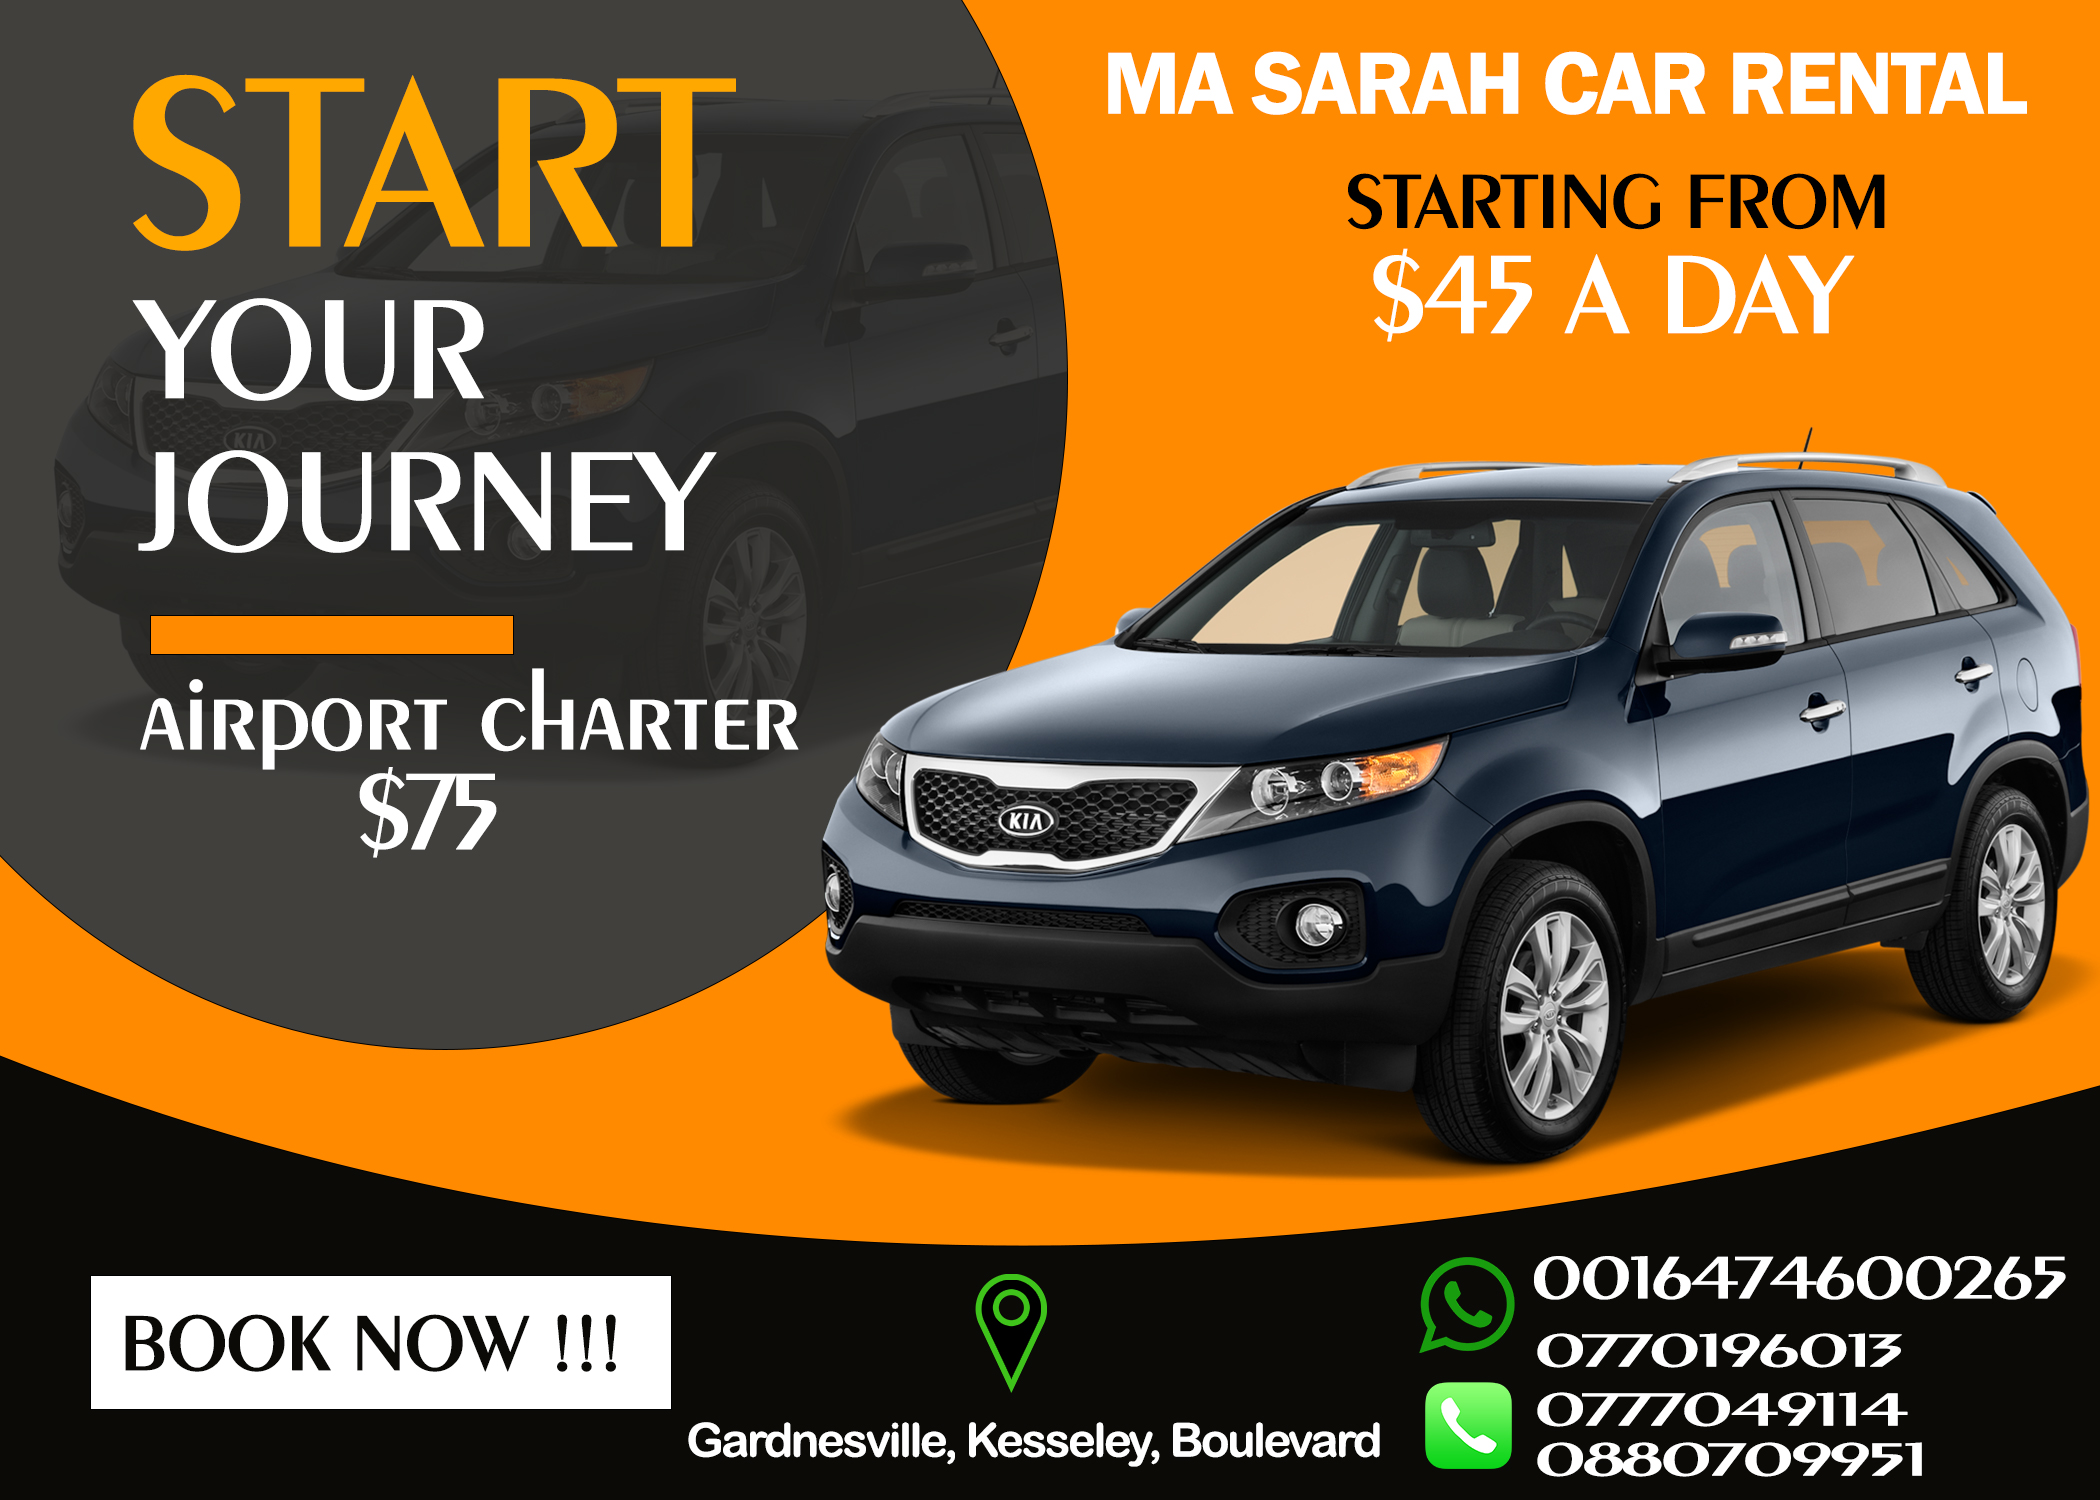 START
YOUR
JOURNEY
AiRpORT cHARTER
$75
MA SARAH CAR RENTAL
STARTING FROM
$45 A DAY
KIA
KIA
BOOK NOW !!!
Gardnesville, Kesseley, Boulevard
0016474600265
0770196013
0777049114
0880709951